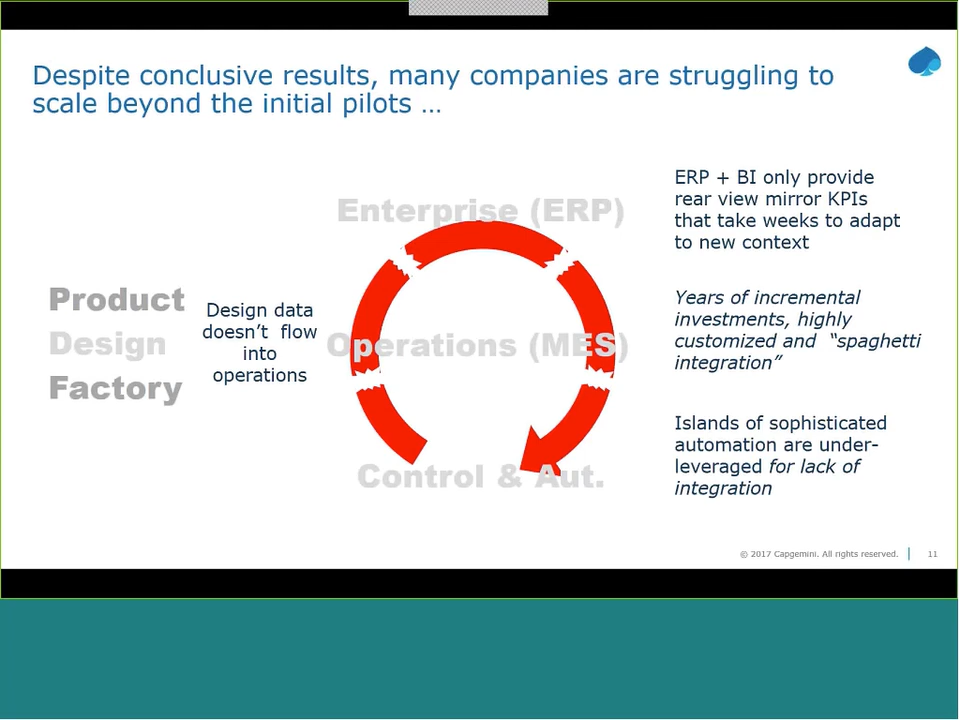 Despite conclusive results, many companies are struggling to
scale beyond the initial pilots ...
Product
Design
Factory
Design data
doesn't flow
into
operations
Enterprise (ERP)
Operations (MES)
Control & Aut.
ERP + BI only provide
rear view mirror KPIs
that take weeks to adapt
to new context
Years of incremental
investments, highly
customized and “spaghetti
integration”
Islands of sophisticated
automation are under-
leveraged for lack of
integration
© 2017 Capgemini. All rights reserved. | 11